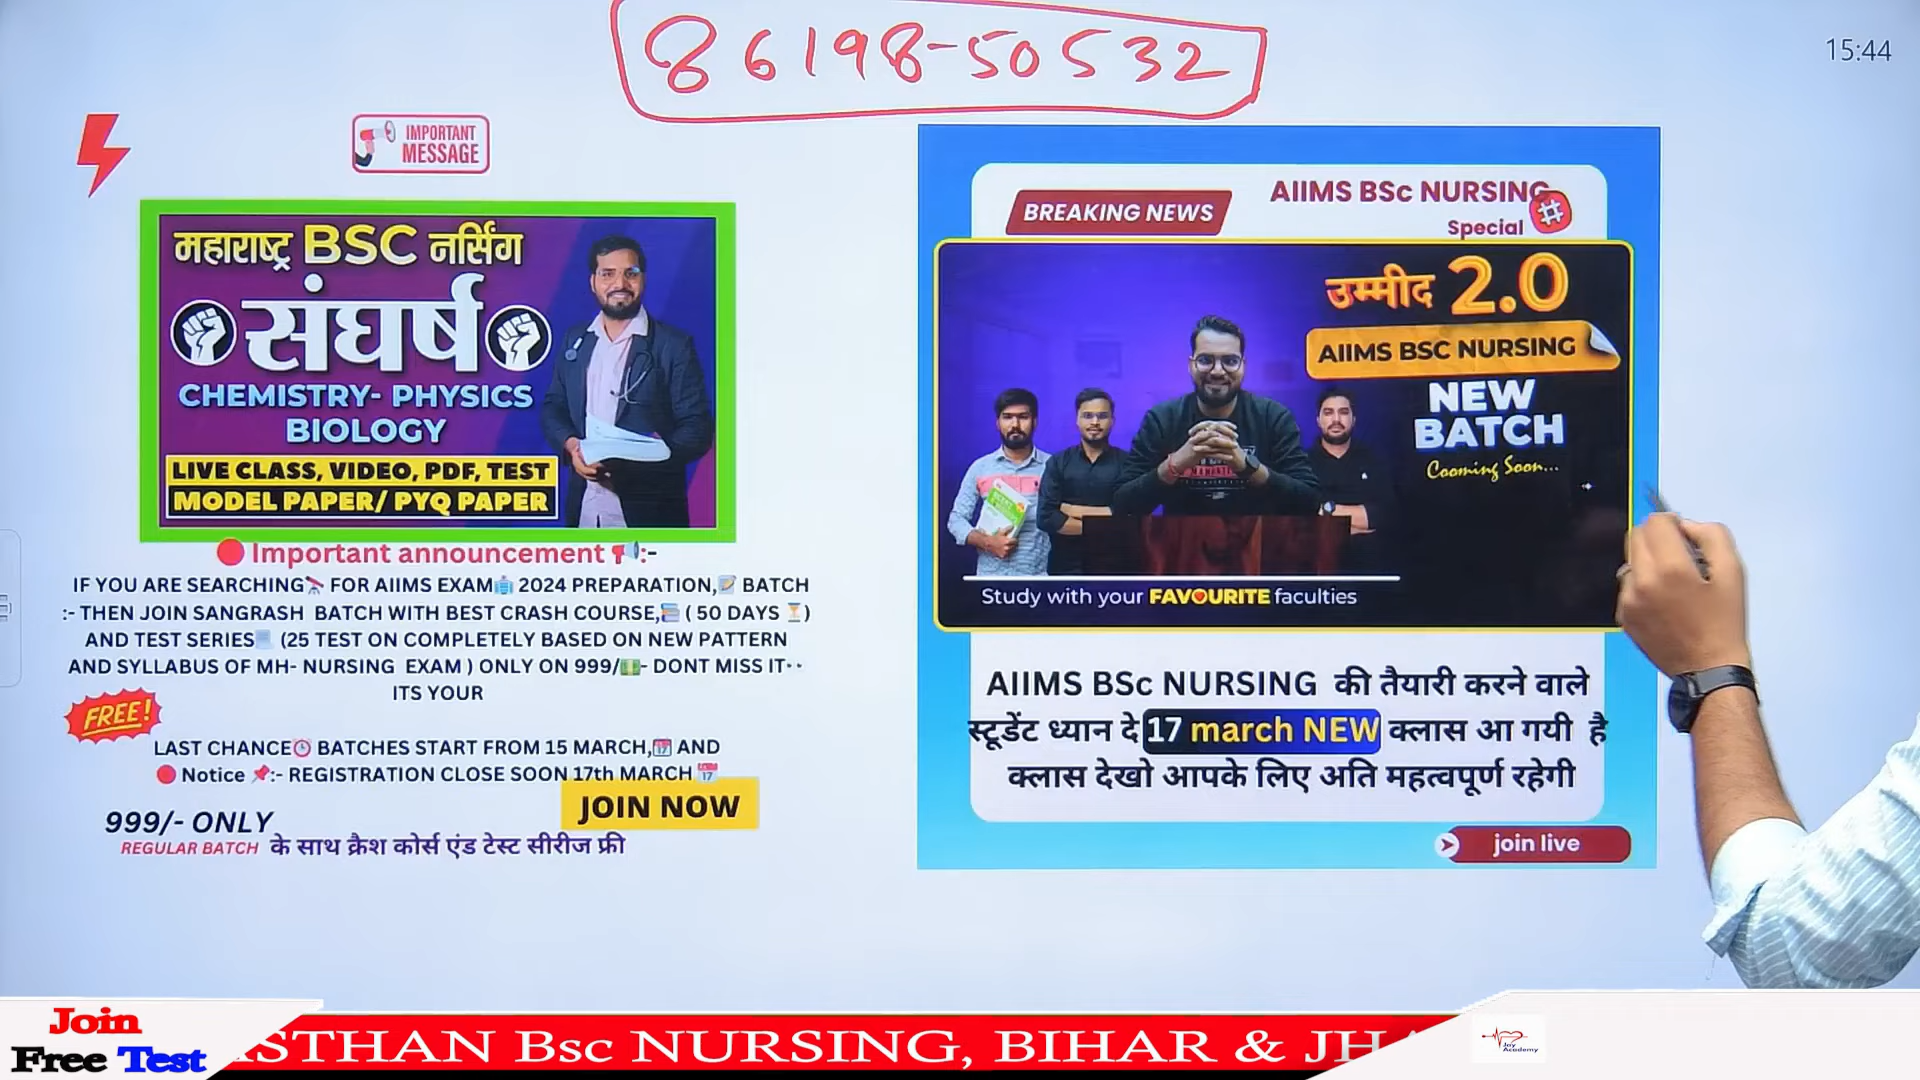 86198-50532
15:44
IMPORTANT
MESSAGE
महाराष्ट्र BSC नर्सिंग
संघर्ष
CHEMISTRY- PHYSICS
BIOLOGY
LIVE CLASS, VIDEO, PDF, TEST
MODEL PAPER/ PYQ PAPER
Important announcement :-
IF YOU ARE SEARCHING FOR AIIMS EXAM 2024 PREPARATION, BATCH
:- THEN JOIN SANGRASH BATCH WITH BEST CRASH COURSE, ( 50 DAYS )
AND TEST SERIES (25 TEST ON COMPLETELY BASED ON NEW PATTERN
AND SYLLABUS OF MH- NURSING EXAM ) ONLY ON 999/- DONT MISS IT
ITS YOUR
FREE!
LAST CHANCE BATCHES START FROM 15 MARCH, AND
Notice :- REGISTRATION CLOSE SOON 17th MARCH
JOIN NOW
999/- ONLY
REGULAR BATCH के साथ क्रैश कोर्स एंड टेस्ट सीरीज फ्री
BREAKING NEWS
AIIMS BSc NURSING
Special
#
उम्मीद 2.0
AIIMS BSC NURSING
NEW
BATCH
Cooming Soon...
Study with your FAVOURITE faculties
AIIMS BSc NURSING की तैयारी करने वाले
स्टूडेंट ध्यान दे 17 march NEW क्लास आ गयी है
क्लास देखो आपके लिए अति महत्वपूर्ण रहेगी
join live
Join
Free Test
ASTHAN Bsc NURSING, BIHAR & JHA
Jay
Academy